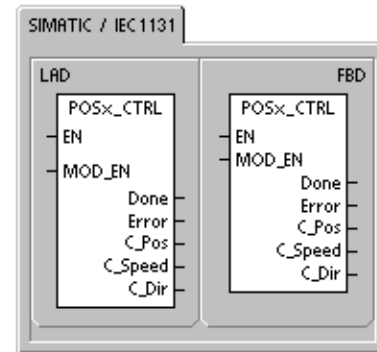 SIMATIC / IEC1131
LAD
POSx_CTRL
EN
MOD_EN
Done
Error
C_Pos
C_Speed
C_Dir
FBD
POSx_CTRL
EN
MOD_EN
Done
Error
C_Pos
C_Speed
C_Dir